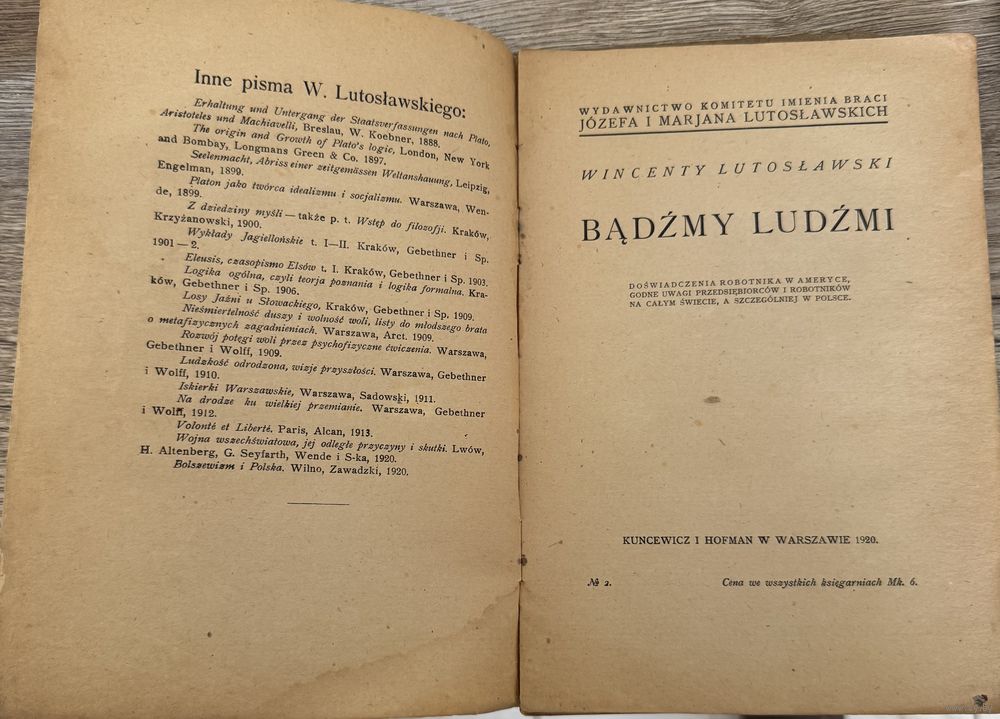 Inne pisma W. Lutosławskiego:
Erhaltung und Untergang der Staatsverfassungen nach Plato,
Aristoteles und Machiavelli, Breslau, W. Koebner, 1888.
The origin and Growth of Plato's logic, London, New York
and Bombay, Longmans Green & Co. 1897.
Seelenmacht, Abriss einer zeitgemässen Weltanshauung, Leipzig,
Engelman, 1899.
Platon jako twórca idealizmu i socjalizmu. Warszawa, Wen-
de, 1899.
Z dziedziny myśli — także p. t. Wstęp do filozofji. Kraków,
Krzyżanowski, 1900.
Wykłady Jagiellońskie t. I—II. Kraków, Gebethner i Sp.
1901 — 2.
Eleusis, czasopismo Elsów t. I. Kraków, Gebethner i Sp. 1903.
Logika ogólna, czyli teorja poznania i logika formalna. Kra-
ków, Gebethner i Sp. 1906.
Losy Jaźni u Słowackiego, Kraków, Gebethner i Sp. 1909.
Nieśmiertelność duszy i wolność woli, listy do młodszego brata
o metafizycznych zagadnieniach. Warszawa, Arct. 1909.
Rozwój potęgi woli przez psychofizyczne ćwiczenia. Warszawa,
Gebethner i Wolff, 1909.
Ludzkość odrodzona, wizje przyszłości. Warszawa, Gebethner
i Wolff, 1910.
Iskierki Warszawskie, Warszawa, Sadowski, 1911.
Na drodze ku wielkiej przemianie. Warszawa, Gebethner
i Wolff, 1912.
Volonté et Liberté. Paris, Alcan, 1913.
Wojna wszechświatowa, jej odległe przyczyny i skutki. Lwów,
H. Altenberg, G. Seyfarth, Wende i S-ka, 1920.
Bolszewizm i Polska. Wilno, Zawadzki, 1920.
WYDAWNICTWO KOMITETU IMIENIA BRACI
JÓZEFA I MARJANA LUTOSŁAWSKICH
WINCENTY LUTOSŁAWSKI
BĄDŹMY LUDŹMI
DOŚWIADCZENIA ROBOTNIKA W AMERYCE,
GODNE UWAGI PRZEDSIĘBIORCÓW I ROBOTNIKÓW
NA CAŁYM ŚWIECIE, A SZCZEGÓLNIEJ W POLSCE.
KUNCEWICZ I HOFMAN W WARSZAWIE 1920.
№ 2. Cena we wszystkich księgarniach Mk. 6.